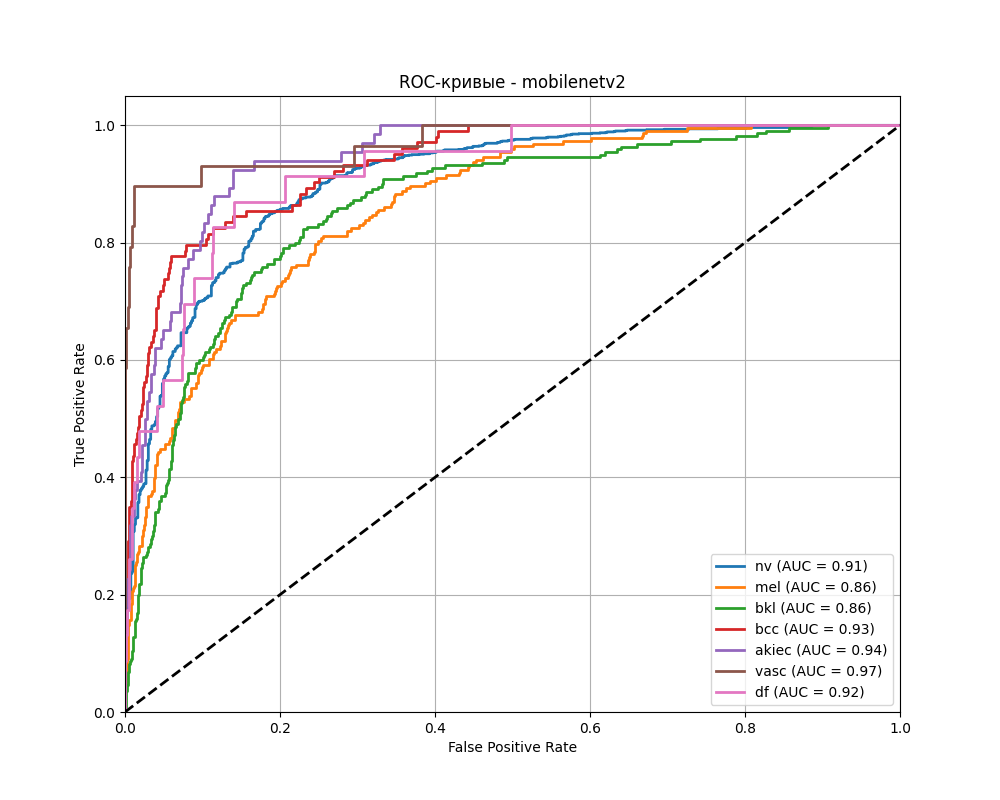 ROC-кривые - mobilenetv2
True Positive Rate
1.0
0.8
0.6
0.4
0.2
0.0
0.0 0.2 0.4 0.6 0.8 1.0
False Positive Rate
nv (AUC = 0.91)
mel (AUC = 0.86)
bkl (AUC = 0.86)
bcc (AUC = 0.93)
akiec (AUC = 0.94)
vasc (AUC = 0.97)
df (AUC = 0.92)